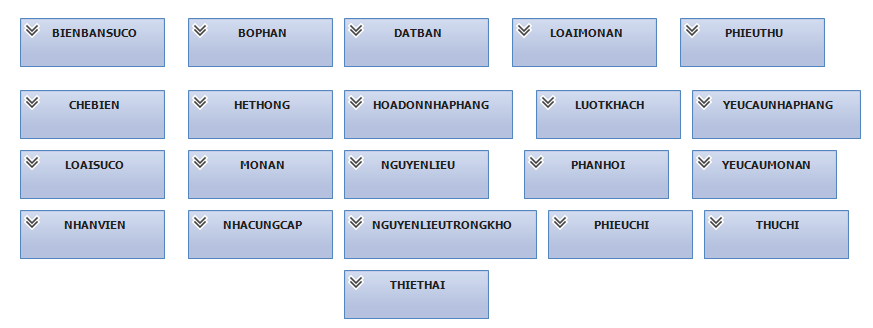 BIENBANSUCO
BOPHAN
DATBAN
LOAIMONAN
PHIEUTHU
CHEBIEN
HETHONG
HOADONNHAPHANG
LUOTKHACH
YEUCAUNHAPHANG
LOAISUCO
MONAN
NGUYENLIEU
PHANHOI
YEUCAUMONAN
NHANVIEN
NHACUNGCAP
NGUYENLIEUTRONGKHO
PHIEUCHI
THUCHI
THIETHAI